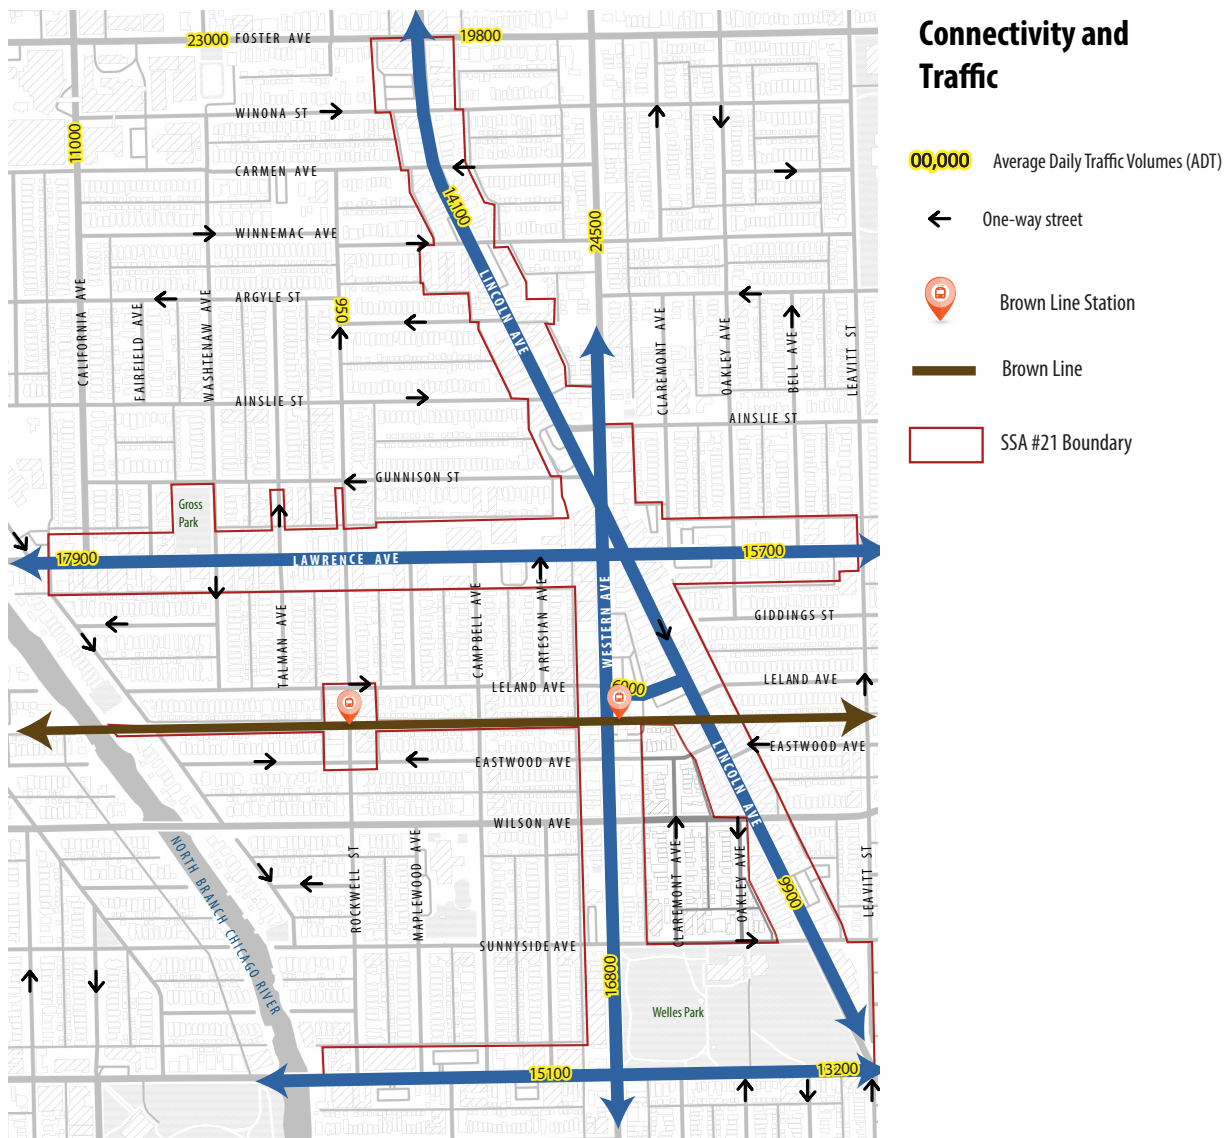 Connectivity and
Traffic
00,000 Average Daily Traffic Volumes (ADT)
One-way street
Brown Line Station
Brown Line
SSA #21 Boundary
23000 FOSTER AVE 19800
11000
WINONA ST
CARMEN AVE
14100
24500
WINNEMAC AVE
CALIFORNIA AVE
FAIRFIELD AVE
WASHTENAW AVE
ARGYLE ST
950
LINCOLN AVE
CLAREMONT AVE
OAKLEY AVE
BELL AVE
LEAVITT ST
AINSLIE ST
AINSLIE ST
GUNNISON ST
Gross
Park
17900
LAWRENCE AVE
15700
WESTERN AVE
TALMAN AVE
CAMPBELL AVE
ARTESIAN AVE
GIDDINGS ST
LELAND AVE
LELAND AVE
EASTWOOD AVE
EASTWOOD AVE
LINCOLN AVE
WILSON AVE
NORTH BRANCH CHICAGO RIVER
ROCKWELL ST
MAPLEWOOD AVE
CLAREMONT AVE
OAKLEY AVE
9900
LEAVITT ST
SUNNYSIDE AVE
16800
Welles Park
15100
13200